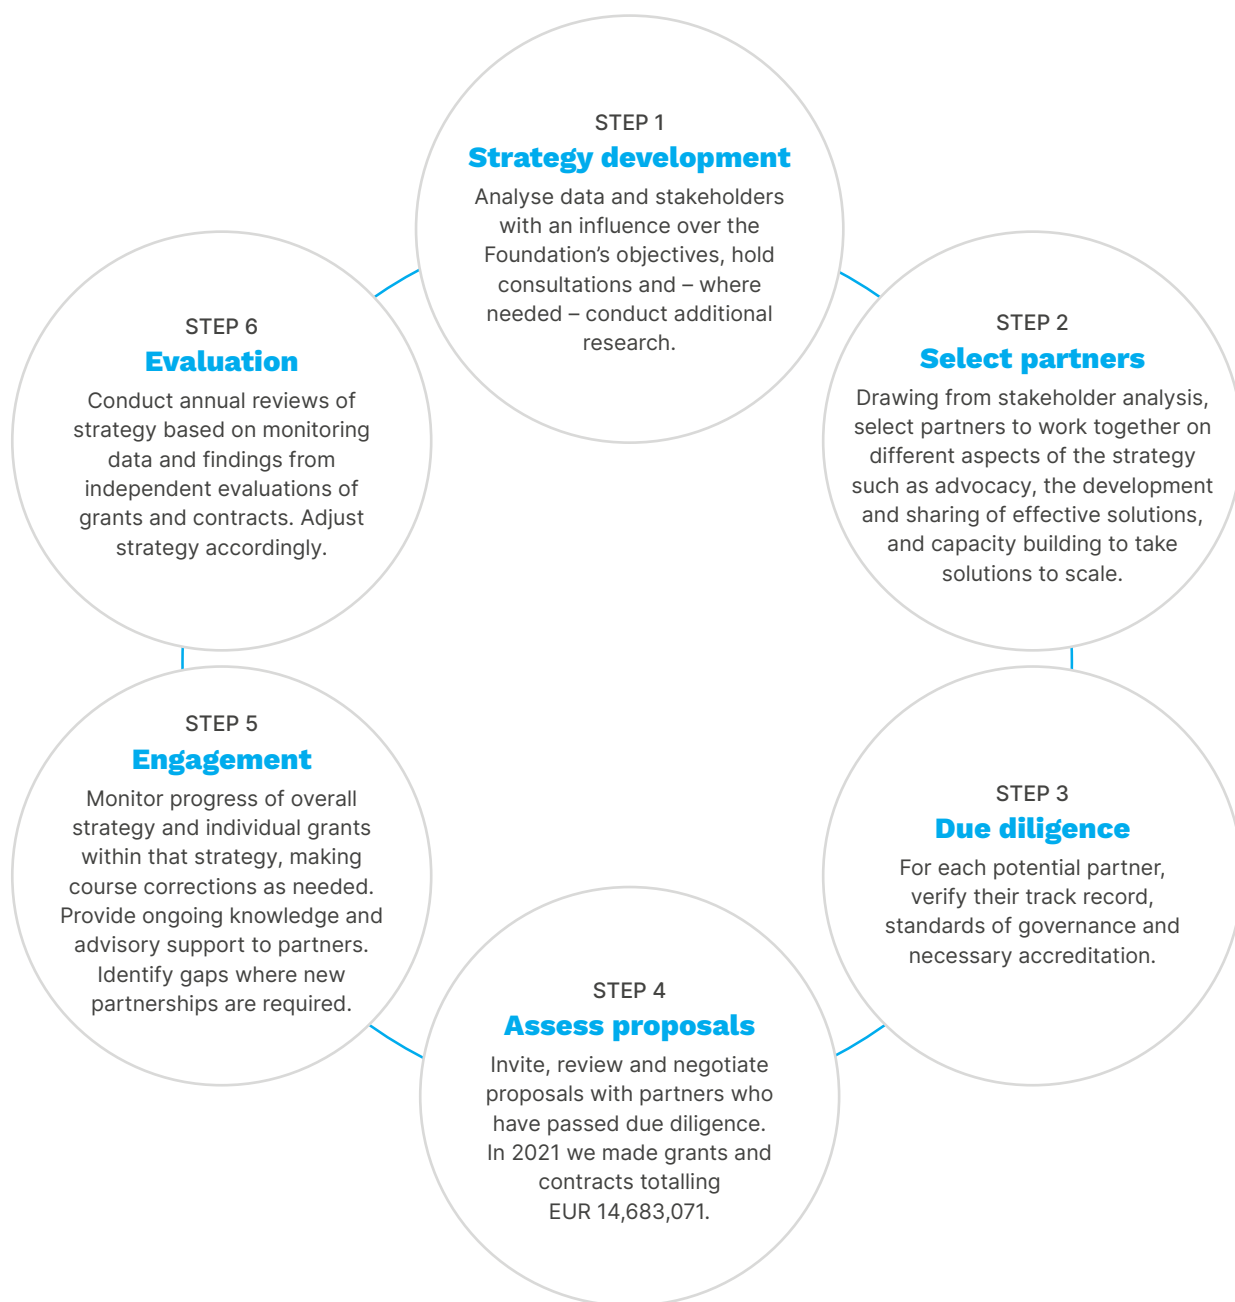 STEP 1
Strategy development
Analyse data and stakeholders
with an influence over the
Foundation’s objectives, hold
consultations and – where
needed – conduct additional
research.
STEP 2
Select partners
Drawing from stakeholder analysis,
select partners to work together on
different aspects of the strategy
such as advocacy, the development
and sharing of effective solutions,
and capacity building to take
solutions to scale.
STEP 3
Due diligence
For each potential partner,
verify their track record,
standards of governance and
necessary accreditation.
STEP 4
Assess proposals
Invite, review and negotiate
proposals with partners who
have passed due diligence.
In 2021 we made grants and
contracts totalling
EUR 14,683,071.
STEP 5
Engagement
Monitor progress of overall
strategy and individual grants
within that strategy, making
course corrections as needed.
Provide ongoing knowledge and
advisory support to partners.
Identify gaps where new
partnerships are required.
STEP 6
Evaluation
Conduct annual reviews of
strategy based on monitoring
data and findings from
independent evaluations of
grants and contracts. Adjust
strategy accordingly.